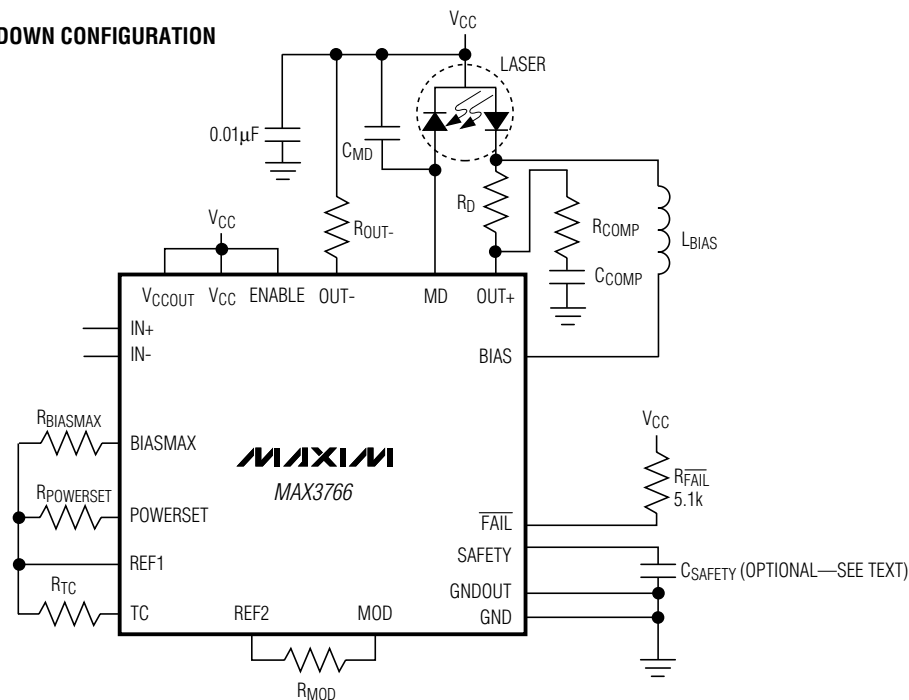 DOWN CONFIGURATION
VCC
LASER
0.01μF
CMD
RD
RCOMP
LBIAS
ROUT-
CCOMP
VCC
VCCOUT VCC ENABLE OUT- MD OUT+
IN+
IN-
BIAS
RBIASMAX
BIASMAX
MAXIM
MAX3766
VCC
RFAIL
5.1k
RPOWERSET
POWERSET
FAIL
REF1
SAFETY
CSAFETY (OPTIONAL—SEE TEXT)
GNDOUT
RTC
TC
REF2
MOD
GND
RMOD